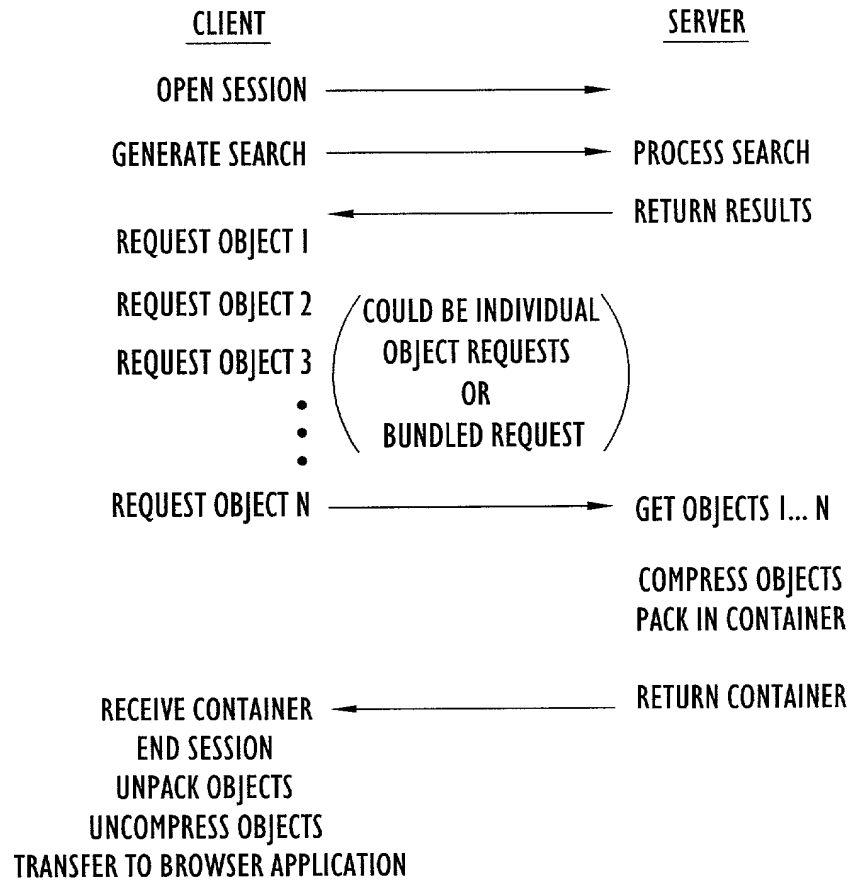 CLIENT SERVER
OPEN SESSION
GENERATE SEARCH PROCESS SEARCH
RETURN RESULTS
REQUEST OBJECT 1
REQUEST OBJECT 2
REQUEST OBJECT 3
(COULD BE INDIVIDUAL
OBJECT REQUESTS
OR
BUNDLED REQUEST)
REQUEST OBJECT N GET OBJECTS 1... N
COMPRESS OBJECTS
PACK IN CONTAINER
RETURN CONTAINER
RECEIVE CONTAINER
END SESSION
UNPACK OBJECTS
UNCOMPRESS OBJECTS
TRANSFER TO BROWSER APPLICATION